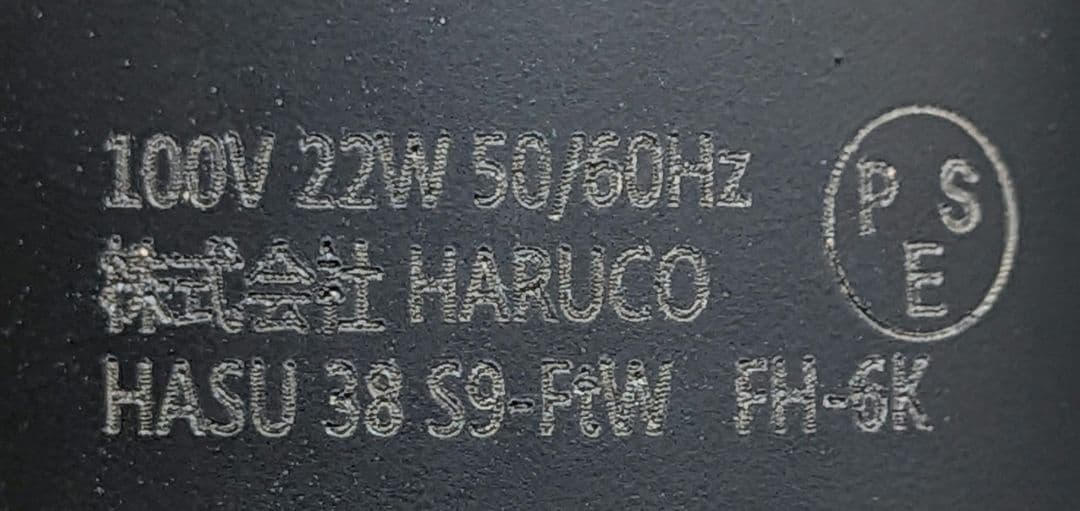 100V 22W 50/60Hz
株式会社 HARUCO
HASU 38 S9-FtW FH-6K
PSE